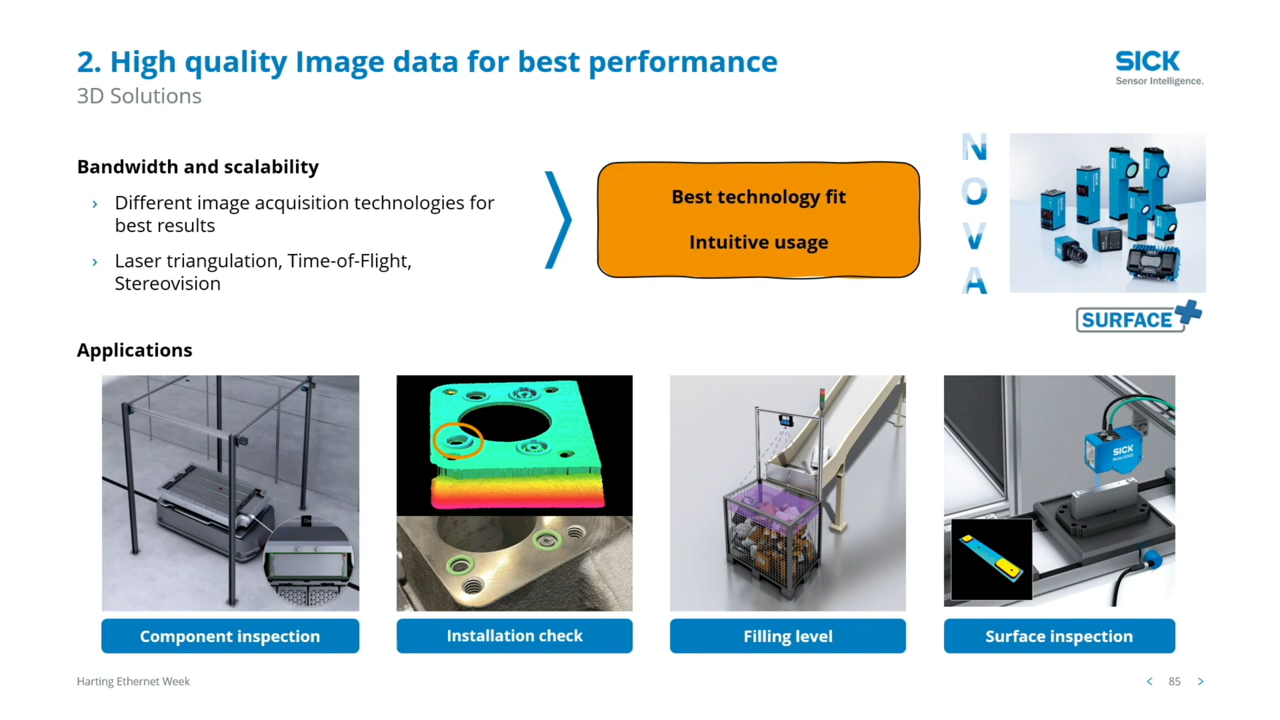 2. High quality Image data for best performance
3D Solutions
SICK
Sensor Intelligence.
Bandwidth and scalability
› Different image acquisition technologies for
best results
› Laser triangulation, Time-of-Flight,
Stereovision
Best technology fit
Intuitive usage
N
O
V
A
SURFACE+
Applications
SICK
Component inspection
Installation check
Filling level
Surface inspection
Harting Ethernet Week
< 85 >